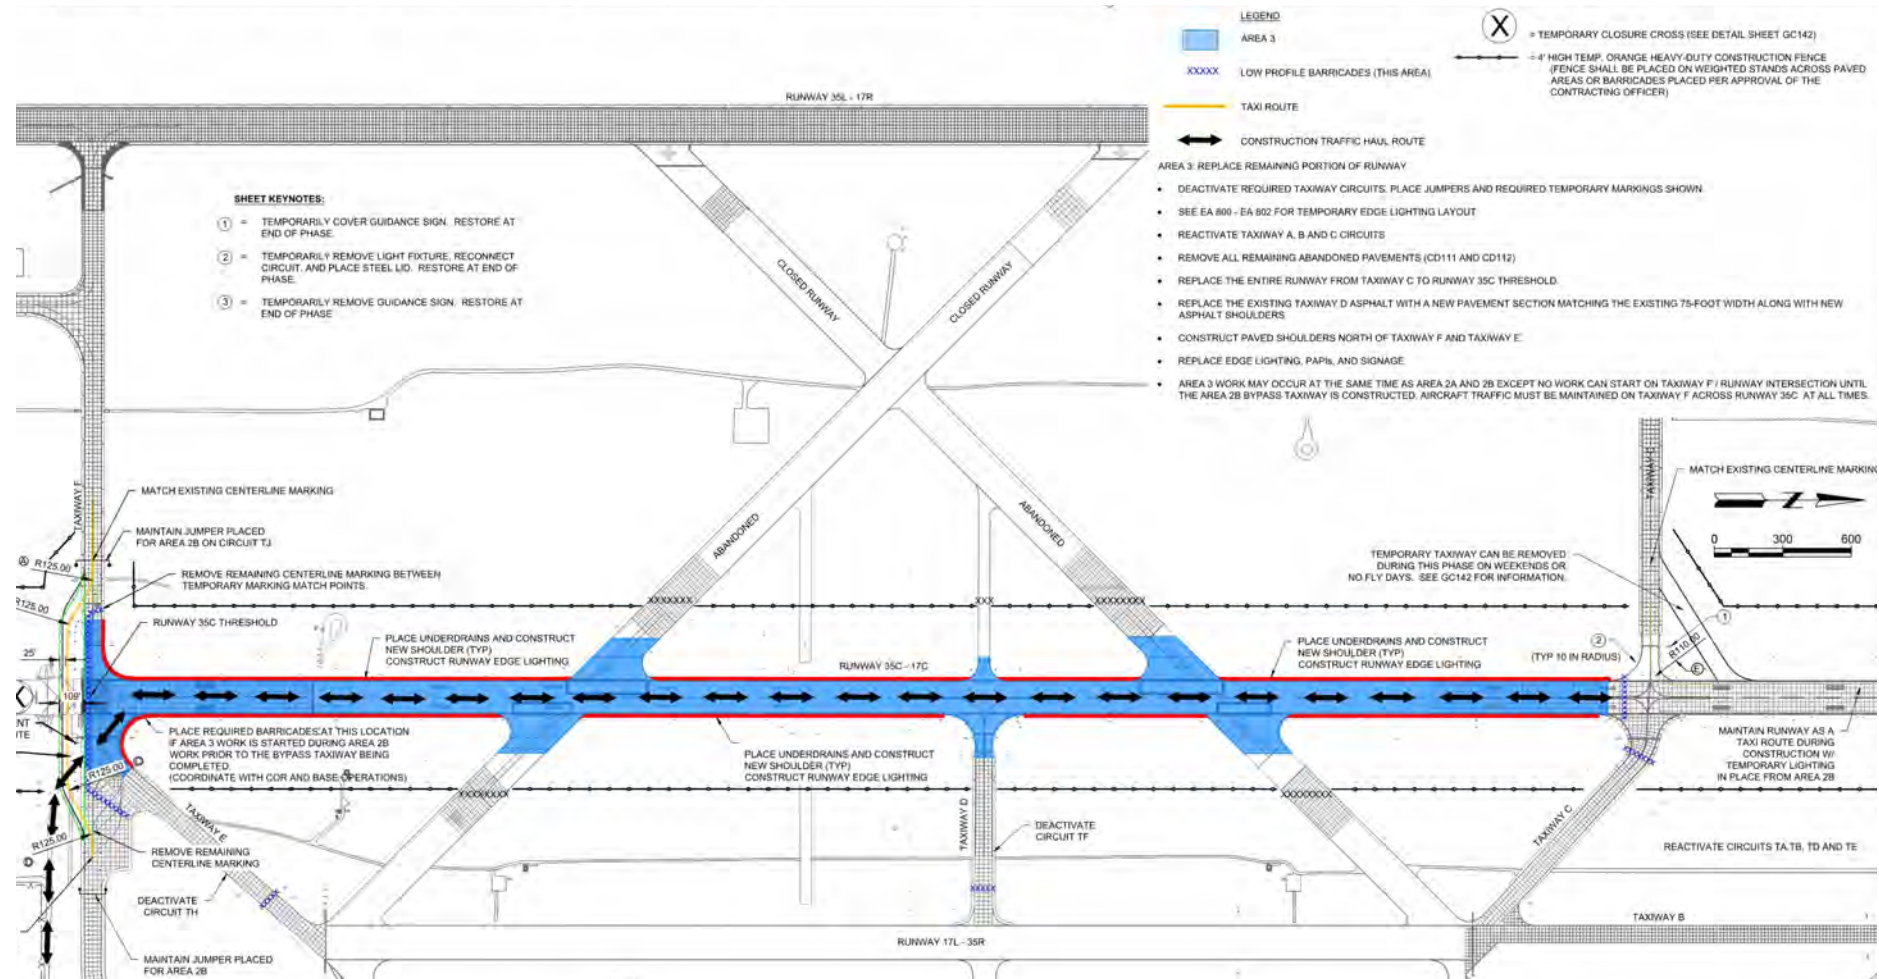 LEGEND
AREA 3
XXXXX
LOW PROFILE BARRICADES (THIS AREA)
TAXI ROUTE
CONSTRUCTION TRAFFIC HAUL ROUTE
X
= TEMPORARY CLOSURE CROSS (SEE DETAIL SHEET GC142)
= 4' HIGH TEMP. ORANGE HEAVY-DUTY CONSTRUCTION FENCE
(FENCE SHALL BE PLACED ON WEIGHTED STANDS ACROSS PAVED
AREAS OR BARRICADES PLACED PER APPROVAL OF THE
CONTRACTING OFFICER)
AREA 3: REPLACE REMAINING PORTION OF RUNWAY
• DEACTIVATE REQUIRED TAXIWAY CIRCUITS. PLACE JUMPERS AND REQUIRED TEMPORARY MARKINGS SHOWN
• SEE EA 800 - EA 802 FOR TEMPORARY EDGE LIGHTING LAYOUT
• REACTIVATE TAXIWAY A, B AND C CIRCUITS
• REMOVE ALL REMAINING ABANDONED PAVEMENTS (CD111 AND CD112)
• REPLACE THE ENTIRE RUNWAY FROM TAXIWAY C TO RUNWAY 35C THRESHOLD.
• REPLACE THE EXISTING TAXIWAY D ASPHALT WITH A NEW PAVEMENT SECTION MATCHING THE EXISTING 75-FOOT WIDTH ALONG WITH NEW
ASPHALT SHOULDERS
• CONSTRUCT PAVED SHOULDERS NORTH OF TAXIWAY F AND TAXIWAY E.
• REPLACE EDGE LIGHTING, PAPIs, AND SIGNAGE
• AREA 3 WORK MAY OCCUR AT THE SAME TIME AS AREA 2A AND 2B EXCEPT NO WORK CAN START ON TAXIWAY F / RUNWAY INTERSECTION UNTIL
THE AREA 2B BYPASS TAXIWAY IS CONSTRUCTED. AIRCRAFT TRAFFIC MUST BE MAINTAINED ON TAXIWAY F ACROSS RUNWAY 35C AT ALL TIMES.
RUNWAY 35L - 17R
SHEET KEYNOTES:
1 = TEMPORARILY COVER GUIDANCE SIGN. RESTORE AT
END OF PHASE.
2 = TEMPORARILY REMOVE LIGHT FIXTURE, RECONNECT
CIRCUIT, AND PLACE STEEL LID. RESTORE AT END OF
PHASE.
3 = TEMPORARILY REMOVE GUIDANCE SIGN. RESTORE AT
END OF PHASE
CLOSED RUNWAY
CLOSED RUNWAY
ABANDONED
ABANDONED
TAXIWAY F
MATCH EXISTING CENTERLINE MARKING
MAINTAIN JUMPER PLACED
FOR AREA 2B ON CIRCUIT TJ
A
R125.00
R125.00
REMOVE REMAINING CENTERLINE MARKING BETWEEN
TEMPORARY MARKING MATCH POINTS.
RUNWAY 35C THRESHOLD
25'
109'
PLACE UNDERDRAINS AND CONSTRUCT
NEW SHOULDER (TYP)
CONSTRUCT RUNWAY EDGE LIGHTING
XXXXXXX
XXX
XXXXXXXX
RUNWAY 35C - 17C
PLACE UNDERDRAINS AND CONSTRUCT
NEW SHOULDER (TYP)
CONSTRUCT RUNWAY EDGE LIGHTING
TEMPORARY TAXIWAY CAN BE REMOVED
DURING THIS PHASE ON WEEKENDS OR
NO FLY DAYS. SEE GC142 FOR INFORMATION.
MATCH EXISTING CENTERLINE MARKING
0 300 600
1
2
(TYP 10 IN RADIUS)
R110.00
E
MAINTAIN RUNWAY AS A
TAXI ROUTE DURING
CONSTRUCTION W/
TEMPORARY LIGHTING
IN PLACE FROM AREA 2B
PLACE REQUIRED BARRICADES AT THIS LOCATION
IF AREA 3 WORK IS STARTED DURING AREA 2B
WORK PRIOR TO THE BYPASS TAXIWAY BEING
COMPLETED.
(COORDINATE WITH COR AND BASE OPERATIONS)
R125.00
PLACE UNDERDRAINS AND CONSTRUCT
NEW SHOULDER (TYP)
CONSTRUCT RUNWAY EDGE LIGHTING
XXXXXXXX
XXXXXXXXX
TAXIWAY E
TAXIWAY D
TAXIWAY C
DEACTIVATE
CIRCUIT TF
R125.00
REMOVE REMAINING
CENTERLINE MARKING
XXXXX
XXXXX
REACTIVATE CIRCUITS TA,TB, TD AND TE
DEACTIVATE
CIRCUIT TH
TAXIWAY B
RUNWAY 17L - 35R
MAINTAIN JUMPER PLACED
FOR AREA 2B